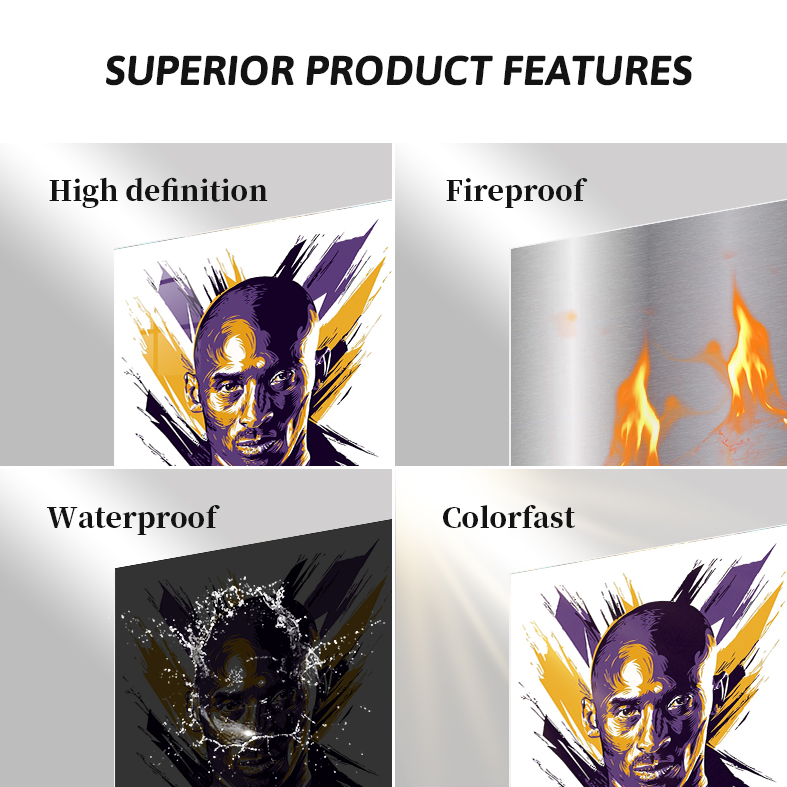 SUPERIOR PRODUCT FEATURES
High definition
Fireproof
Waterproof
Colorfast